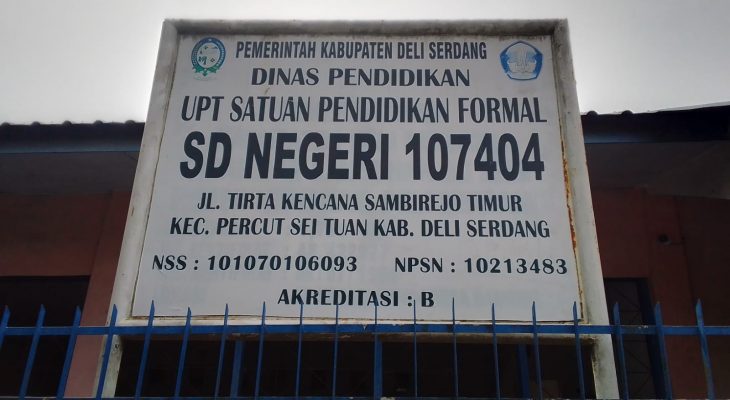 PEMERINTAH KABUPATEN DELI SERDANG
DINAS PENDIDIKAN
UPT SATUAN PENDIDIKAN FORMAL
SD NEGERI 107404
JL. TIRTA KENCANA SAMBIREJO TIMUR
KEC. PERCUT SEI TUAN KAB. DELI SERDANG
NSS : 101070106093 NPSN : 10213483
AKREDITASI : B